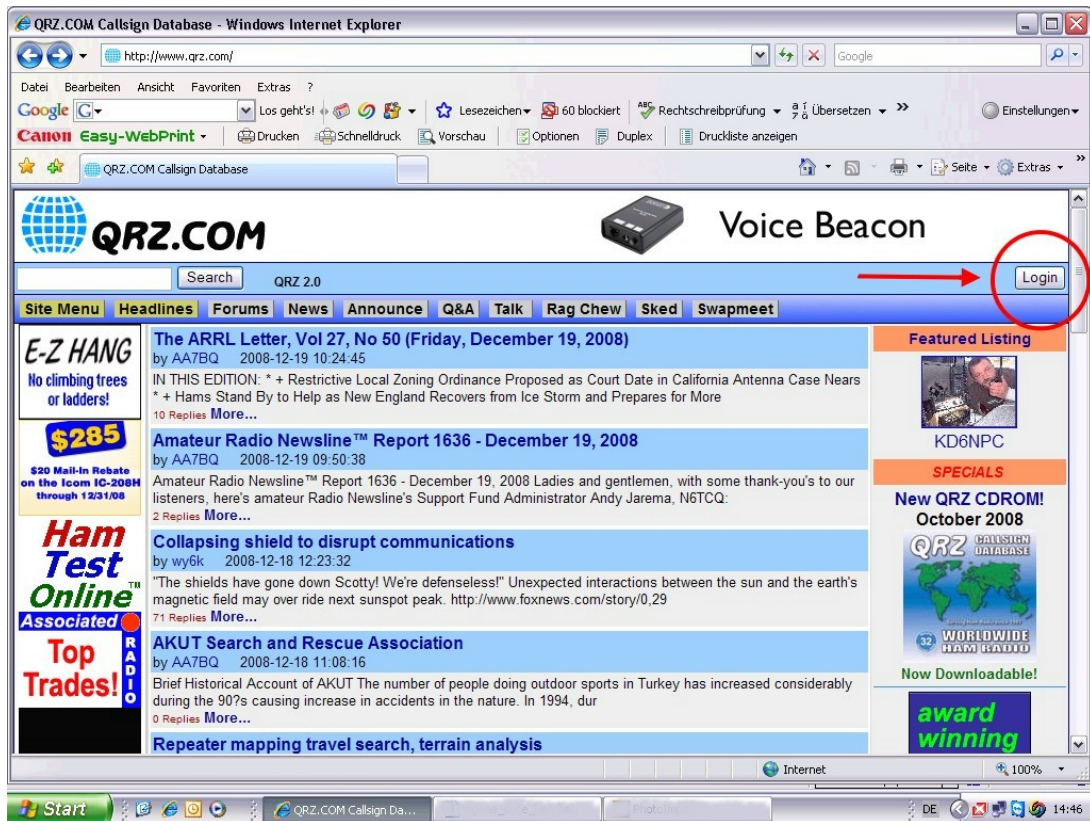 QRZ.COM Callsign Database - Windows Internet Explorer
http://www.qrz.com/
Google
Datei Bearbeiten Ansicht Favoriten Extras ?
Google G Los geht's! Lesezeichen 60 blockiert Rechtschreibprüfung Übersetzen » Einstellungen
Canon Easy-WebPrint Drucken Schnelldruck Vorschau Optionen Duplex Druckliste anzeigen
QRZ.COM Callsign Database Seite Extras »
QRZ.COM
Voice Beacon
Search QRZ 2.0 Login
Site Menu Headlines Forums News Announce Q&A Talk Rag Chew Sked Swapmeet
E-Z HANG
No climbing trees
or ladders!
$285
$20 Mail-In Rebate
on the Icom IC-208H
through 12/31/08
Ham
Test
Online™
Associated
RADIO
Top
Trades!
The ARRL Letter, Vol 27, No 50 (Friday, December 19, 2008)
by AA7BQ 2008-12-19 10:24:45
IN THIS EDITION: * + Restrictive Local Zoning Ordinance Proposed as Court Date in California Antenna Case Nears
* + Hams Stand By to Help as New England Recovers from Ice Storm and Prepares for More
10 Replies More...
Amateur Radio Newsline™ Report 1636 - December 19, 2008
by AA7BQ 2008-12-19 09:50:38
Amateur Radio Newsline™ Report 1636 - December 19, 2008 Ladies and gentlemen, with some thank-you's to our
listeners, here's amateur Radio Newsline's Support Fund Administrator Andy Jarema, N6TCQ:
2 Replies More...
Collapsing shield to disrupt communications
by wy6k 2008-12-18 12:23:32
"The shields have gone down Scotty! We're defenseless!" Unexpected interactions between the sun and the earth's
magnetic field may over ride next sunspot peak. http://www.foxnews.com/story/0,29
71 Replies More...
AKUT Search and Rescue Association
by AA7BQ 2008-12-18 11:08:16
Brief Historical Account of AKUT The number of people doing outdoor sports in Turkey has increased considerably
during the 90?s causing increase in accidents in the nature. In 1994, dur
0 Replies More...
Repeater mapping travel search, terrain analysis
Featured Listing
KD6NPC
SPECIALS
New QRZ CDROM!
October 2008
QRZ CALLSIGN
DATABASE
32 WORLDWIDE
HAM RADIO
Now Downloadable!
award
winning
Internet 100%
Start QRZ.COM Callsign Da... DE 14:46